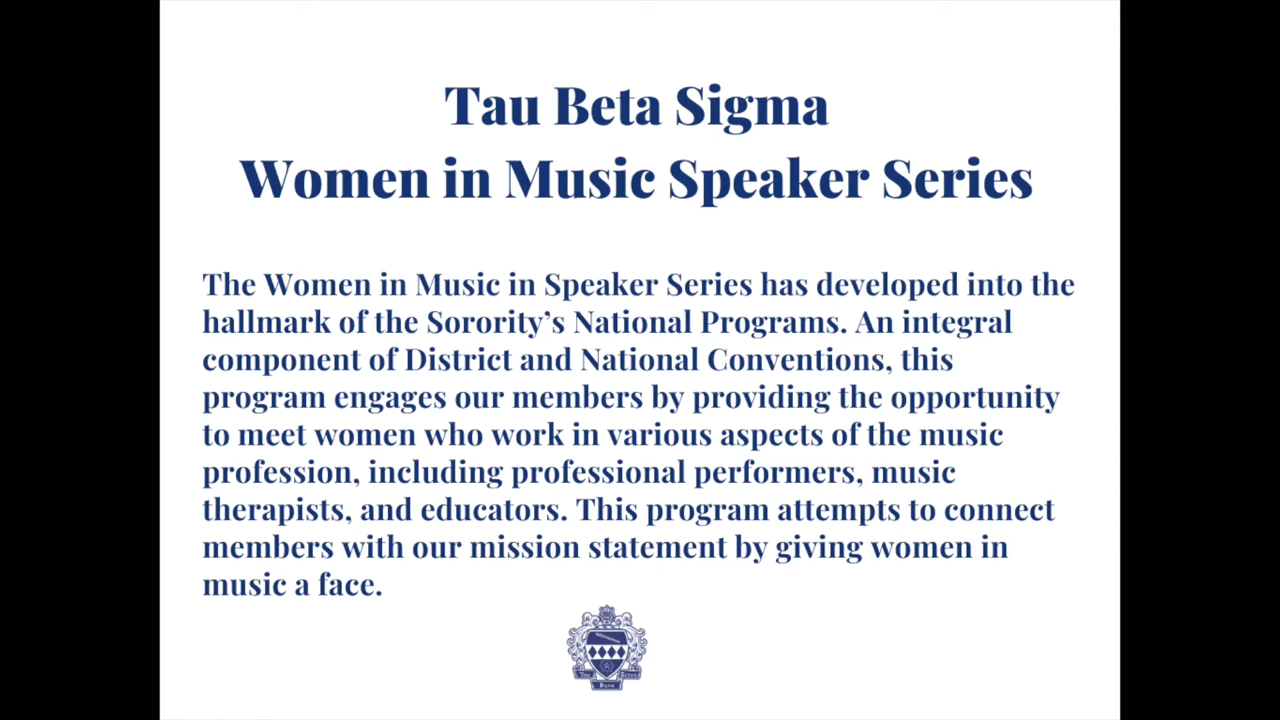 Tau Beta Sigma
Women in Music Speaker Series
The Women in Music in Speaker Series has developed into the
hallmark of the Sorority’s National Programs. An integral
component of District and National Conventions, this
program engages our members by providing the opportunity
to meet women who work in various aspects of the music
profession, including professional performers, music
therapists, and educators. This program attempts to connect
members with our mission statement by giving women in
music a face.